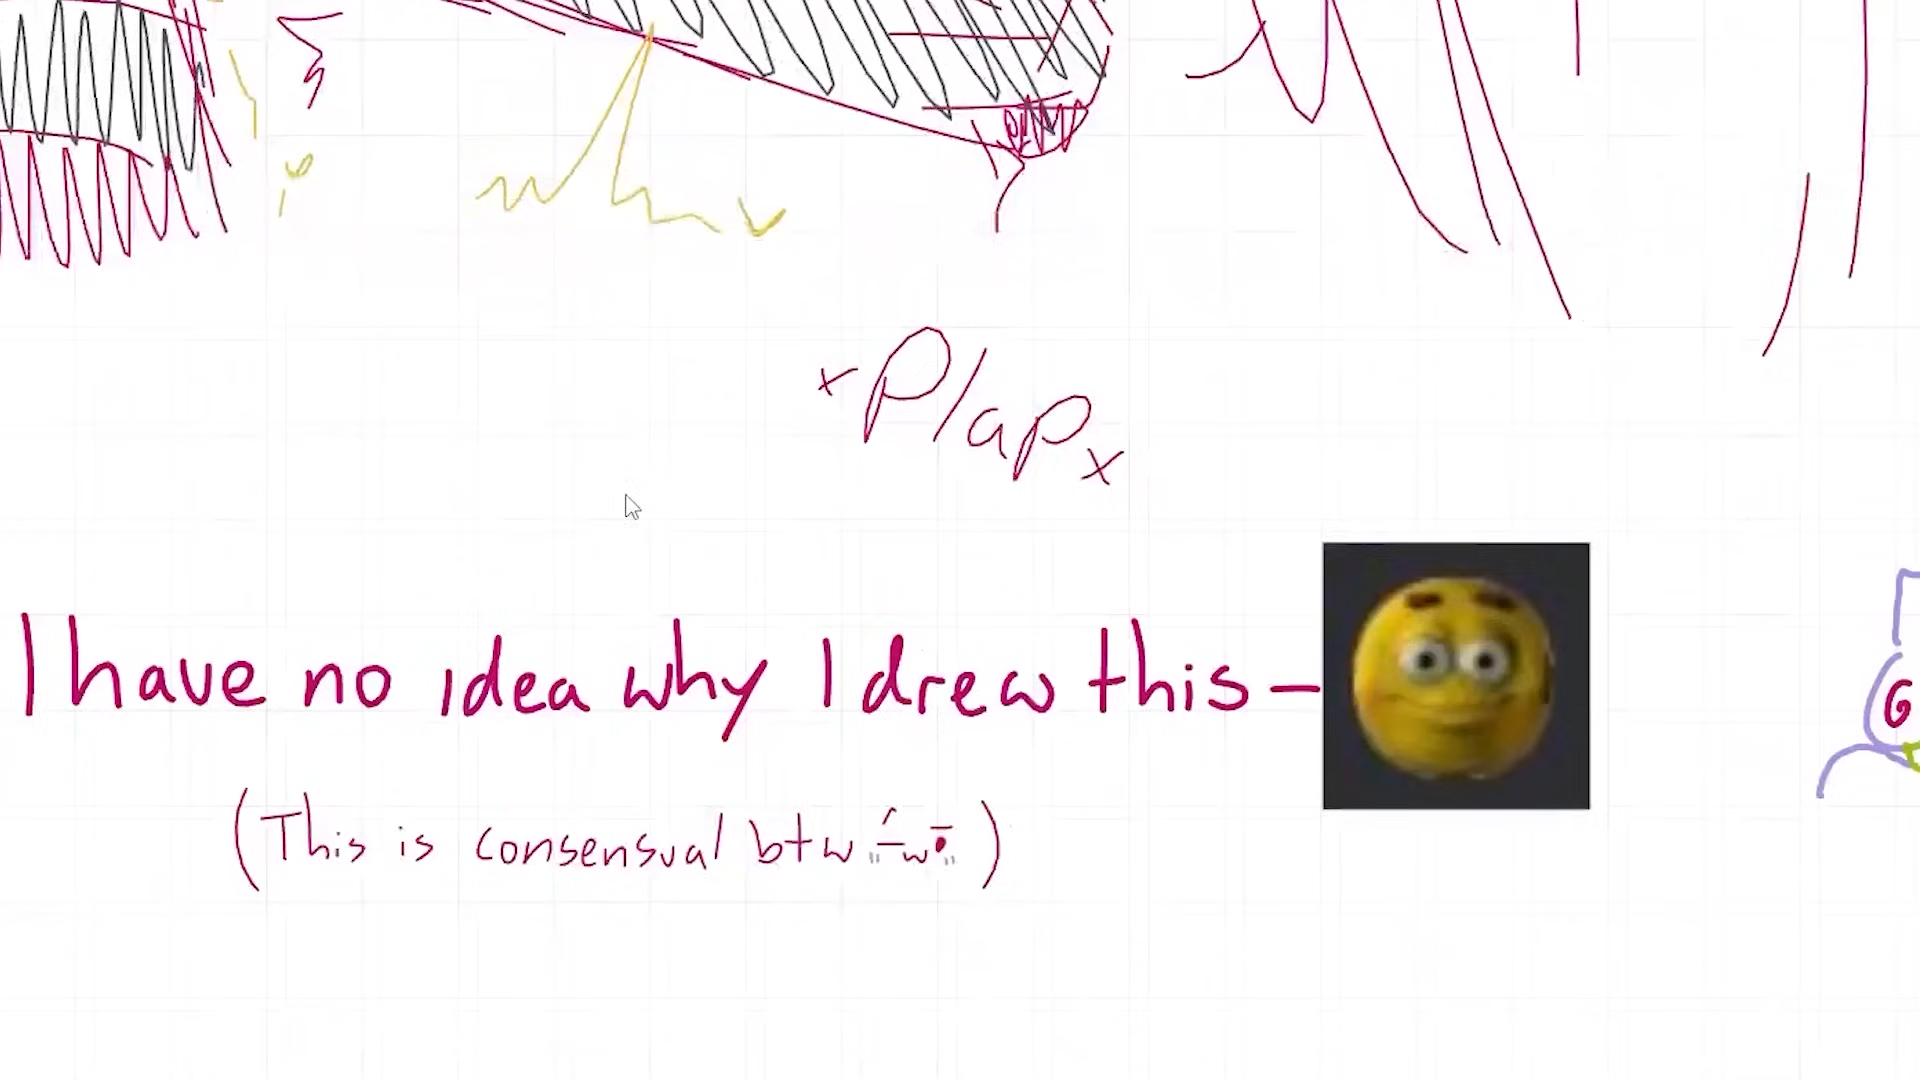 x Plap x
I have no idea why I drew this -
(This is consensual btw )
G